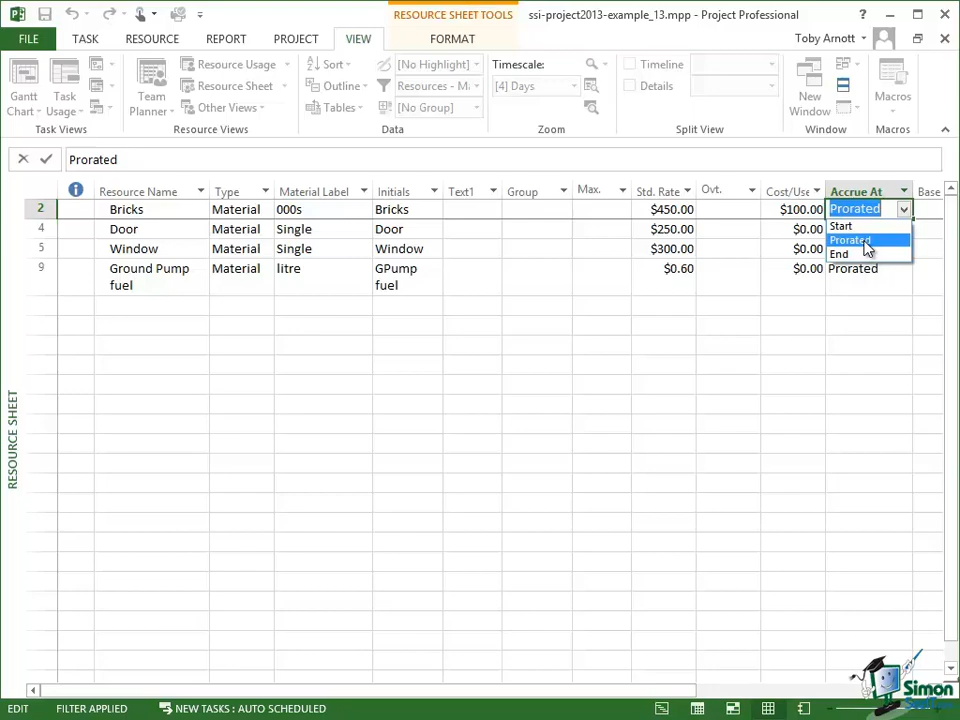 RESOURCE SHEET TOOLS
ssi-project2013-example_13.mpp - Project Professional
FILE TASK RESOURCE REPORT PROJECT VIEW FORMAT Toby Arnott
Gantt Chart
Task Usage
Task Views
Team Planner
Resource Usage
Resource Sheet
Other Views
Resource Views
Sort
Outline
Tables
[No Highlight]
Resources - M
[No Group]
Data
Timescale:
[4] Days
Zoom
Timeline
Details
Split View
New Window
Window
Macros
Macros
Prorated
Resource Name Type Material Label Initials Text1 Group Max. Std. Rate Ovt. Cost/Use Accrue At Base
2 Bricks Material 000s Bricks $450.00 $100.00 Prorated
Start
4 Door Material Single Door $250.00 $0.00
Prorated
5 Window Material Single Window $300.00 $0.00
End
9 Ground Pump fuel Material litre GPump fuel $0.60 $0.00 Prorated
RESOURCE SHEET
Simon
EDIT FILTER APPLIED NEW TASKS : AUTO SCHEDULED